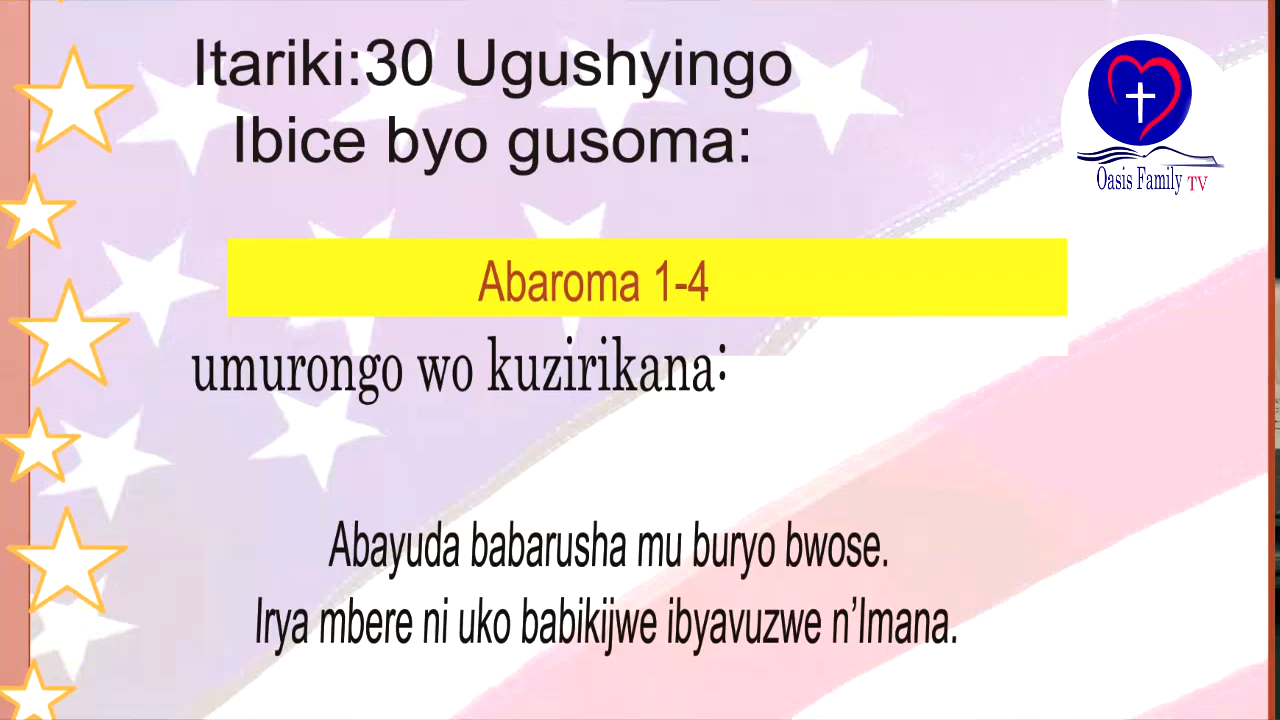 Itariki:30 Ugushyingo
Ibice byo gusoma:
Oasis Family TV
Abaroma 1-4
umurongo wo kuzirikana:
Abayuda babarusha mu buryo bwose.
Irya mbere ni uko babikijwe ibyavuzwe n’Imana.